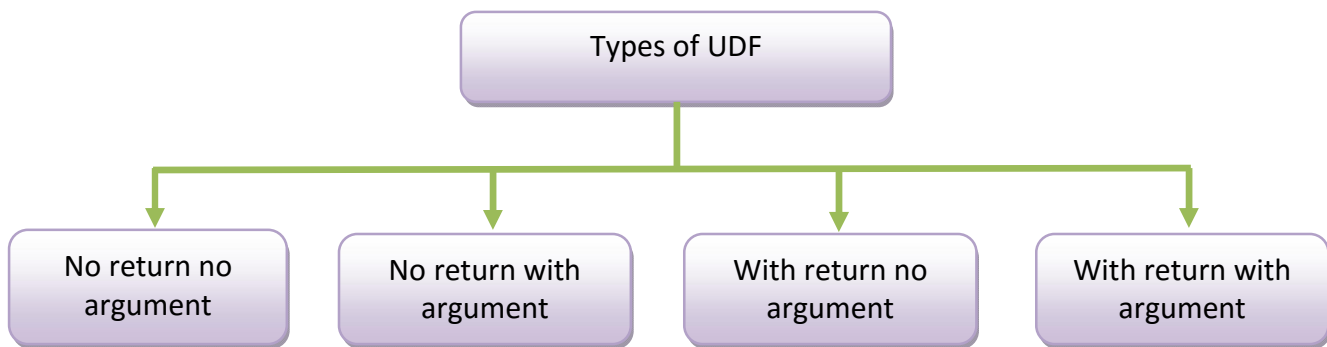 Types of UDF
No return no
argument
No return with
argument
With return no
argument
With return with
argument